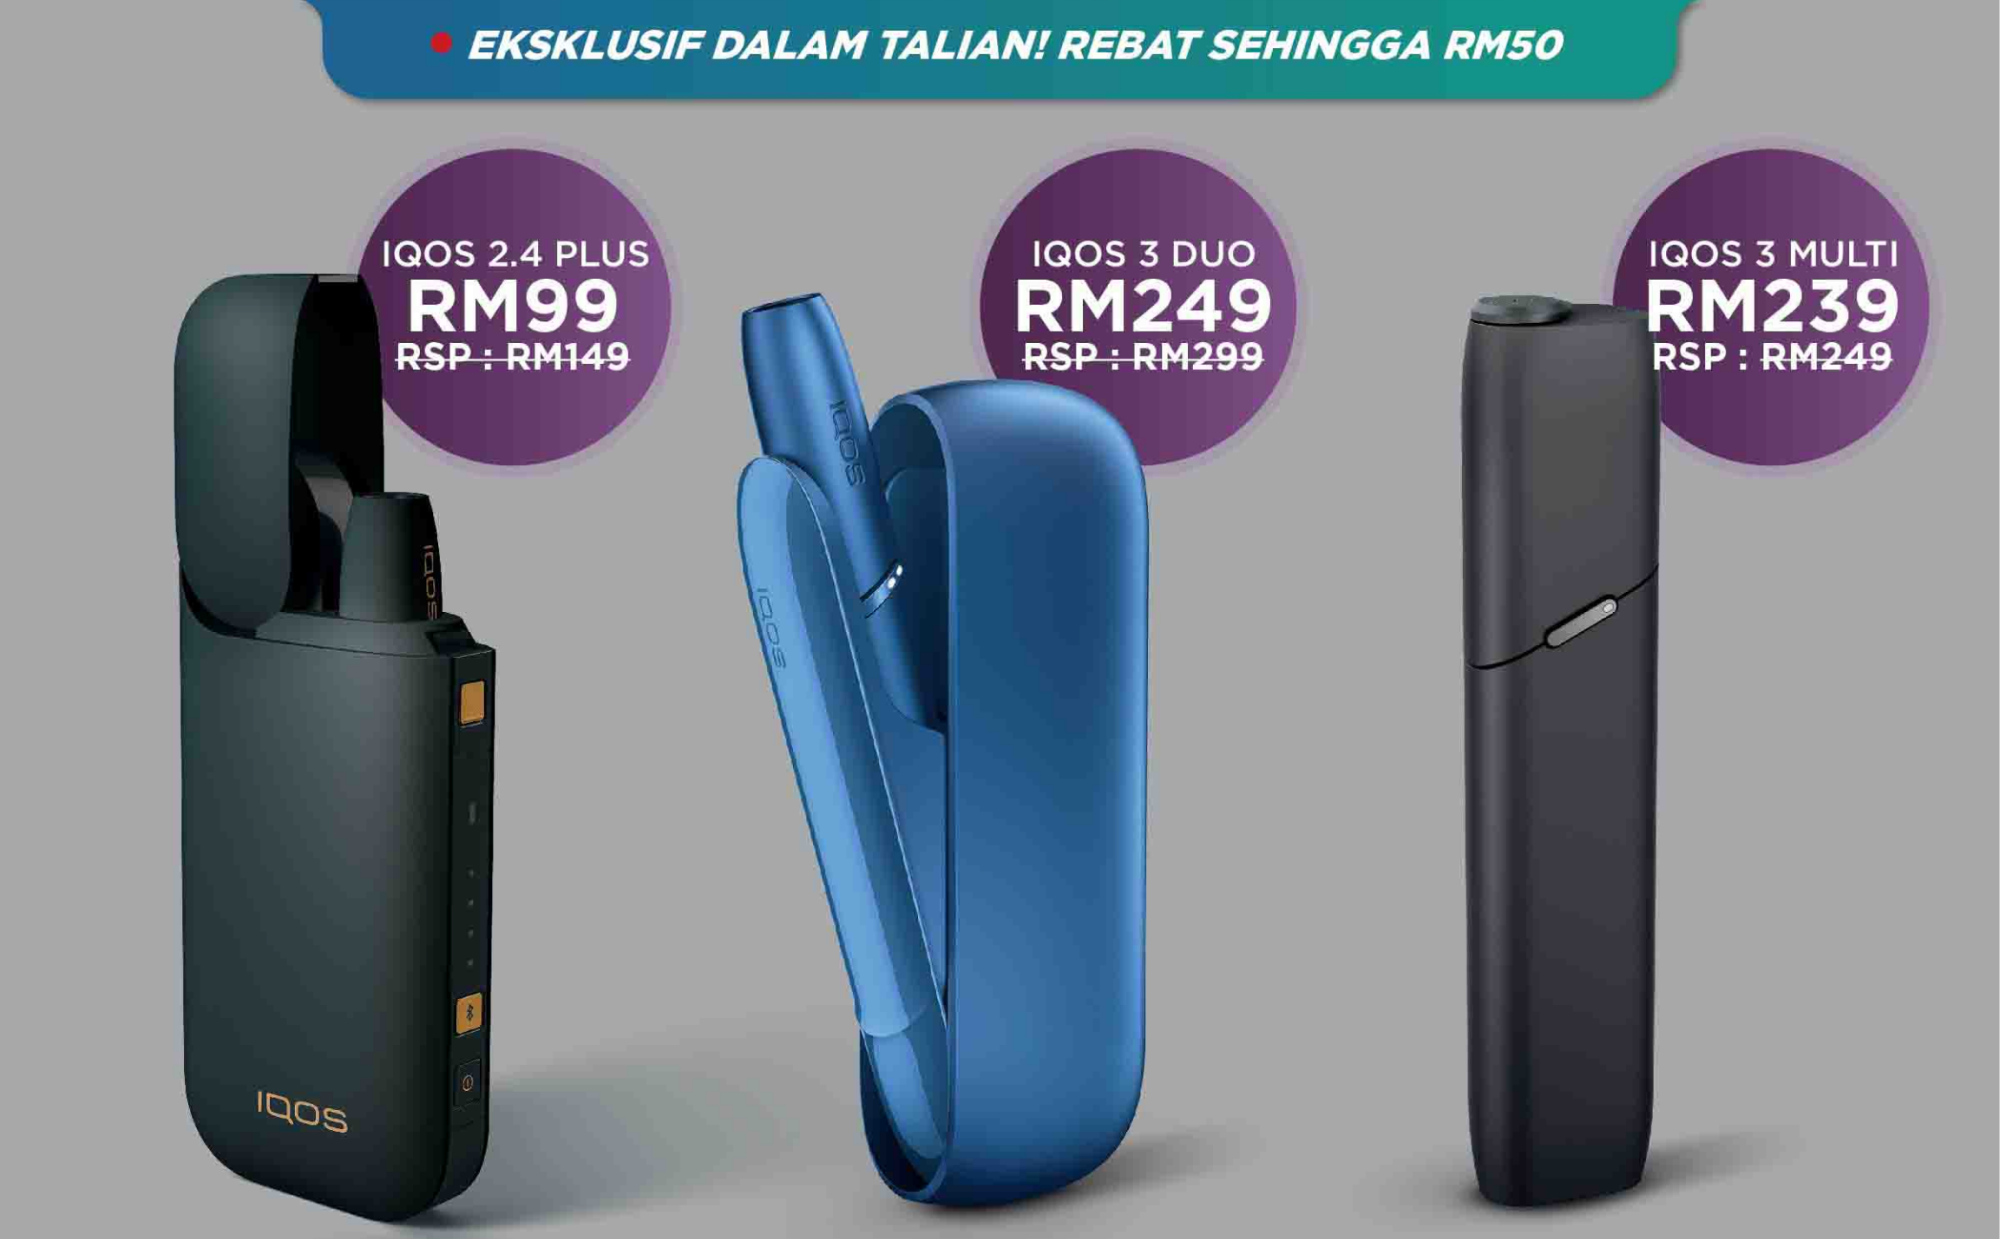 EKSKLUSIF DALAM TALIAN! REBAT SEHINGGA RM50
IQOS 2.4 PLUS
RM99
RSP : RM149
IQOS 3 DUO
RM249
RSP : RM299
IQOS 3 MULTI
RM239
RSP : RM249
IQOS
IQOS
IQOS
IQOS